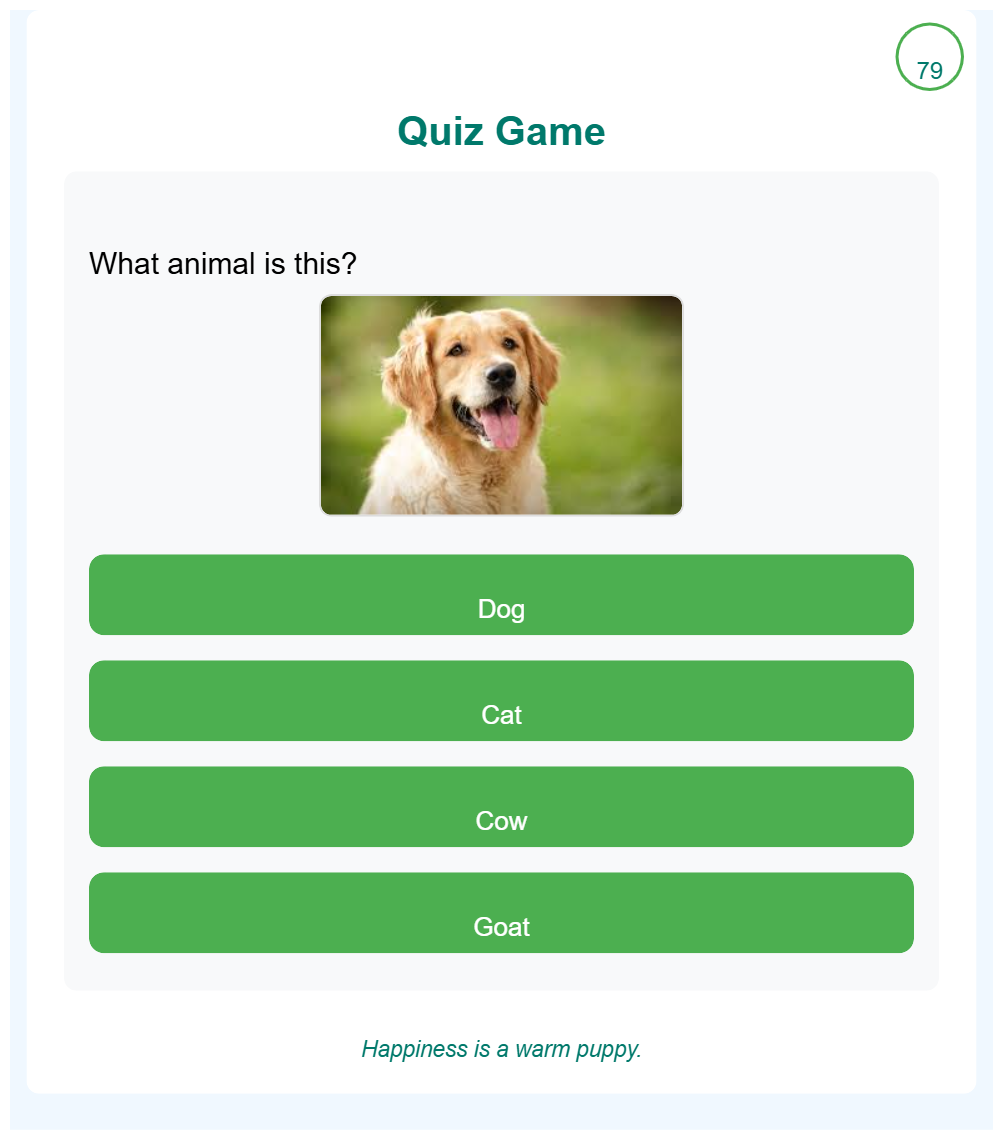 79
Quiz Game
What animal is this?
Dog
Cat
Cow
Goat
Happiness is a warm puppy.